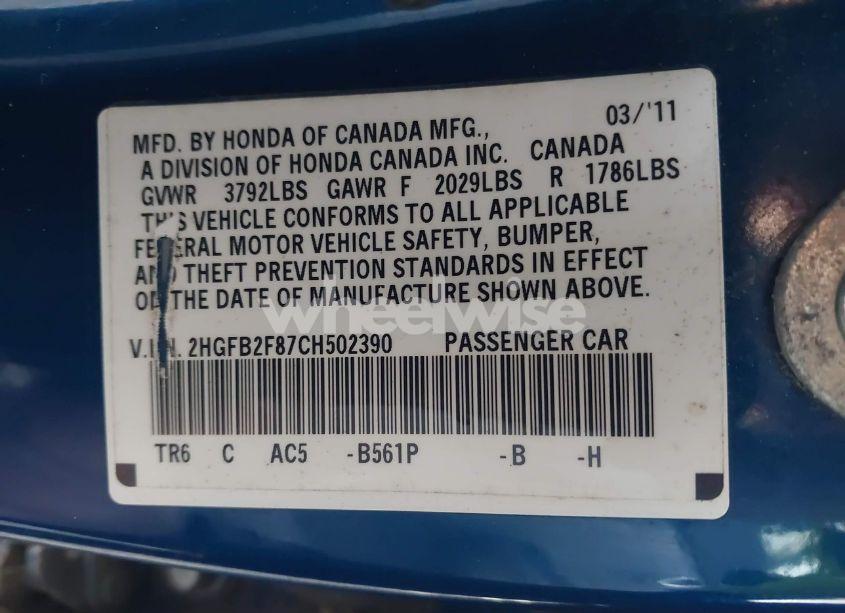 03/'11
MFD. BY HONDA OF CANADA MFG.,
A DIVISION OF HONDA CANADA INC. CANADA
GVWR 3792LBS GAWR F 2029LBS R 1786LBS
THIS VEHICLE CONFORMS TO ALL APPLICABLE
FEDERAL MOTOR VEHICLE SAFETY, BUMPER,
AND THEFT PREVENTION STANDARDS IN EFFECT
ON THE DATE OF MANUFACTURE SHOWN ABOVE.
wheelwise
V.I.N. 2HGFB2F87CH502390 PASSENGER CAR
TR6 C AC5 -B561P -B -H